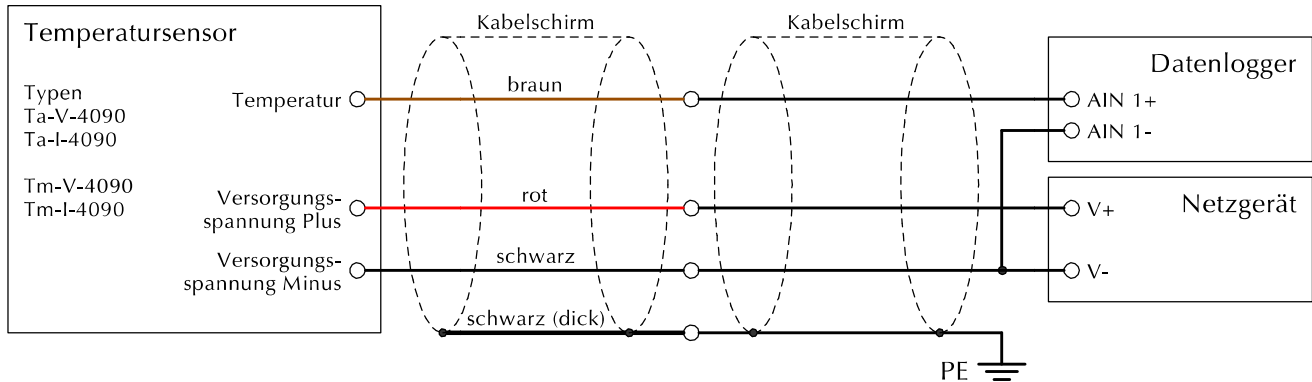 Temperatursensor
Typen
Ta-V-4090
Ta-I-4090
Tm-V-4090
Tm-I-4090
Temperatur
Versorgungs-
spannung Plus
Versorgungs-
spannung Minus
Kabelschirm
braun
rot
schwarz
schwarz (dick)
Kabelschirm
Datenlogger
AIN 1+
AIN 1-
Netzgerät
V+
V-
PE